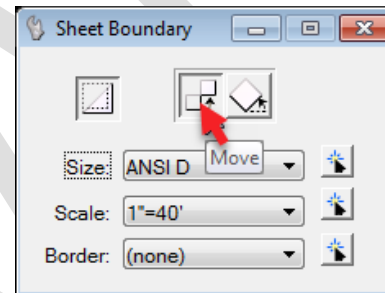 Sheet Boundary
Move
Size: ANSI D
Scale: 1"=40'
Border: (none)